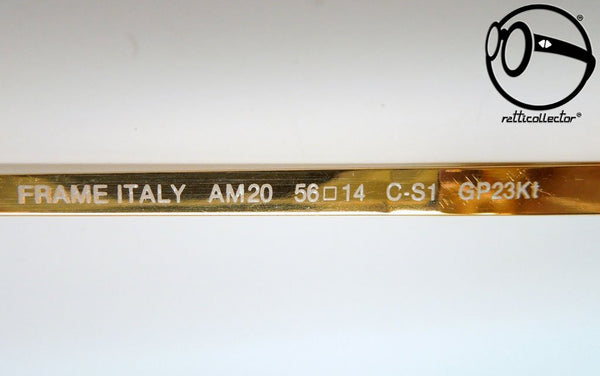 retticollector®
FRAME ITALY AM20 56□14 C-S1 GP23Kt